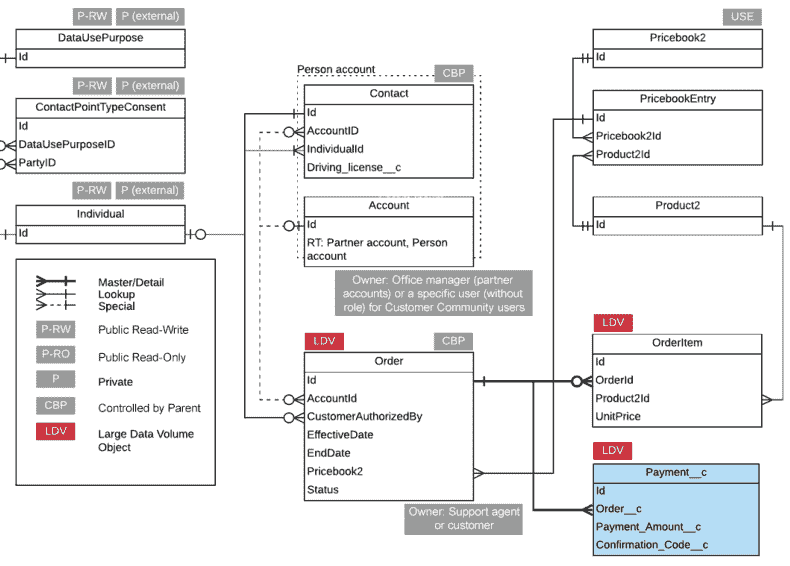 P-RW P (external)
DataUsePurpose
Id
P-RW P (external)
ContactPointTypeConsent
Id
DataUsePurposeID
PartyID
P-RW P (external)
Individual
Id
Master/Detail
Lookup
Special
P-RW Public Read-Write
P-RO Public Read-Only
P Private
CBP Controlled by Parent
LDV Large Data Volume
Object
Person account
CBP
Contact
Id
AccountID
IndividualId
Driving_license__c
Account
Id
RT: Partner account, Person
account
Owner: Office manager (partner
accounts) or a specific user (without
role) for Customer Community
users
LDV CBP
Order
Id
AccountId
CustomerAuthorizedBy
EffectiveDate
EndDate
Pricebook2
Status
Owner: Support agent
or customer
USE
Pricebook2
Id
PricebookEntry
Id
Pricebook2Id
Product2Id
Product2
Id
LDV
OrderItem
Id
OrderId
Product2Id
UnitPrice
LDV
Payment__c
Id
Order__c
Payment_Amount__c
Confirmation_Code__c